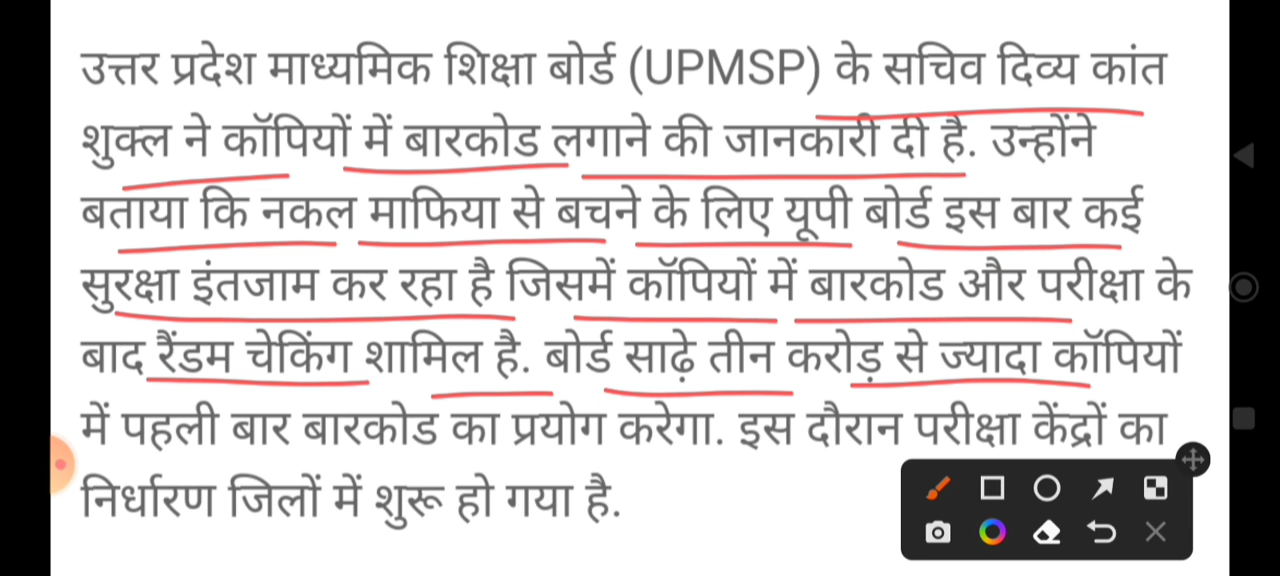 उत्तर प्रदेश माध्यमिक शिक्षा बोर्ड (UPMSP) के सचिव दिव्य कांत
शुक्ल ने कॉपियों में बारकोड लगाने की जानकारी दी है. उन्होंने
बताया कि नकल माफिया से बचने के लिए यूपी बोर्ड इस बार कई
सुरक्षा इंतजाम कर रहा है जिसमें कॉपियों में बारकोड और परीक्षा के
बाद रैंडम चेकिंग शामिल है. बोर्ड साढ़े तीन करोड़ से ज्यादा कॉपियों
में पहली बार बारकोड का प्रयोग करेगा. इस दौरान परीक्षा केंद्रों का
निर्धारण जिलों में शुरू हो गया है.